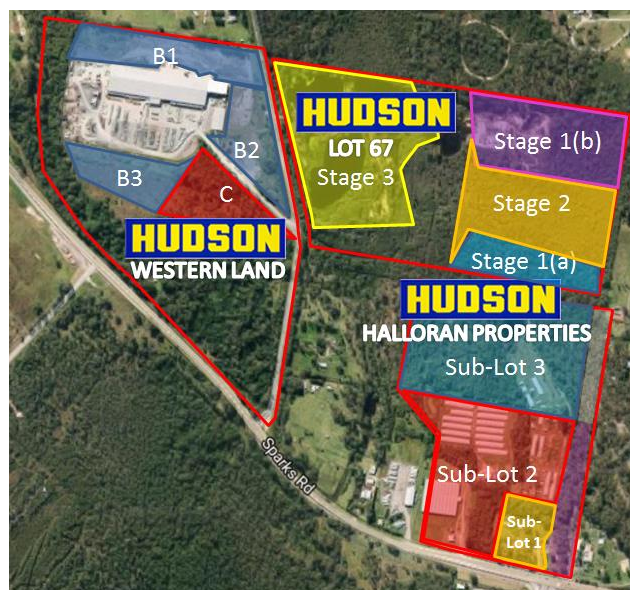 B1
HUDSON
LOT 67
Stage 3
Stage 1(b)
B2
B3
C
Stage 2
HUDSON
WESTERN LAND
Stage 1(a)
HUDSON
HALLORAN PROPERTIES
Sub-Lot 3
Sparks Rd
Sub-Lot 2
Sub-
Lot 1